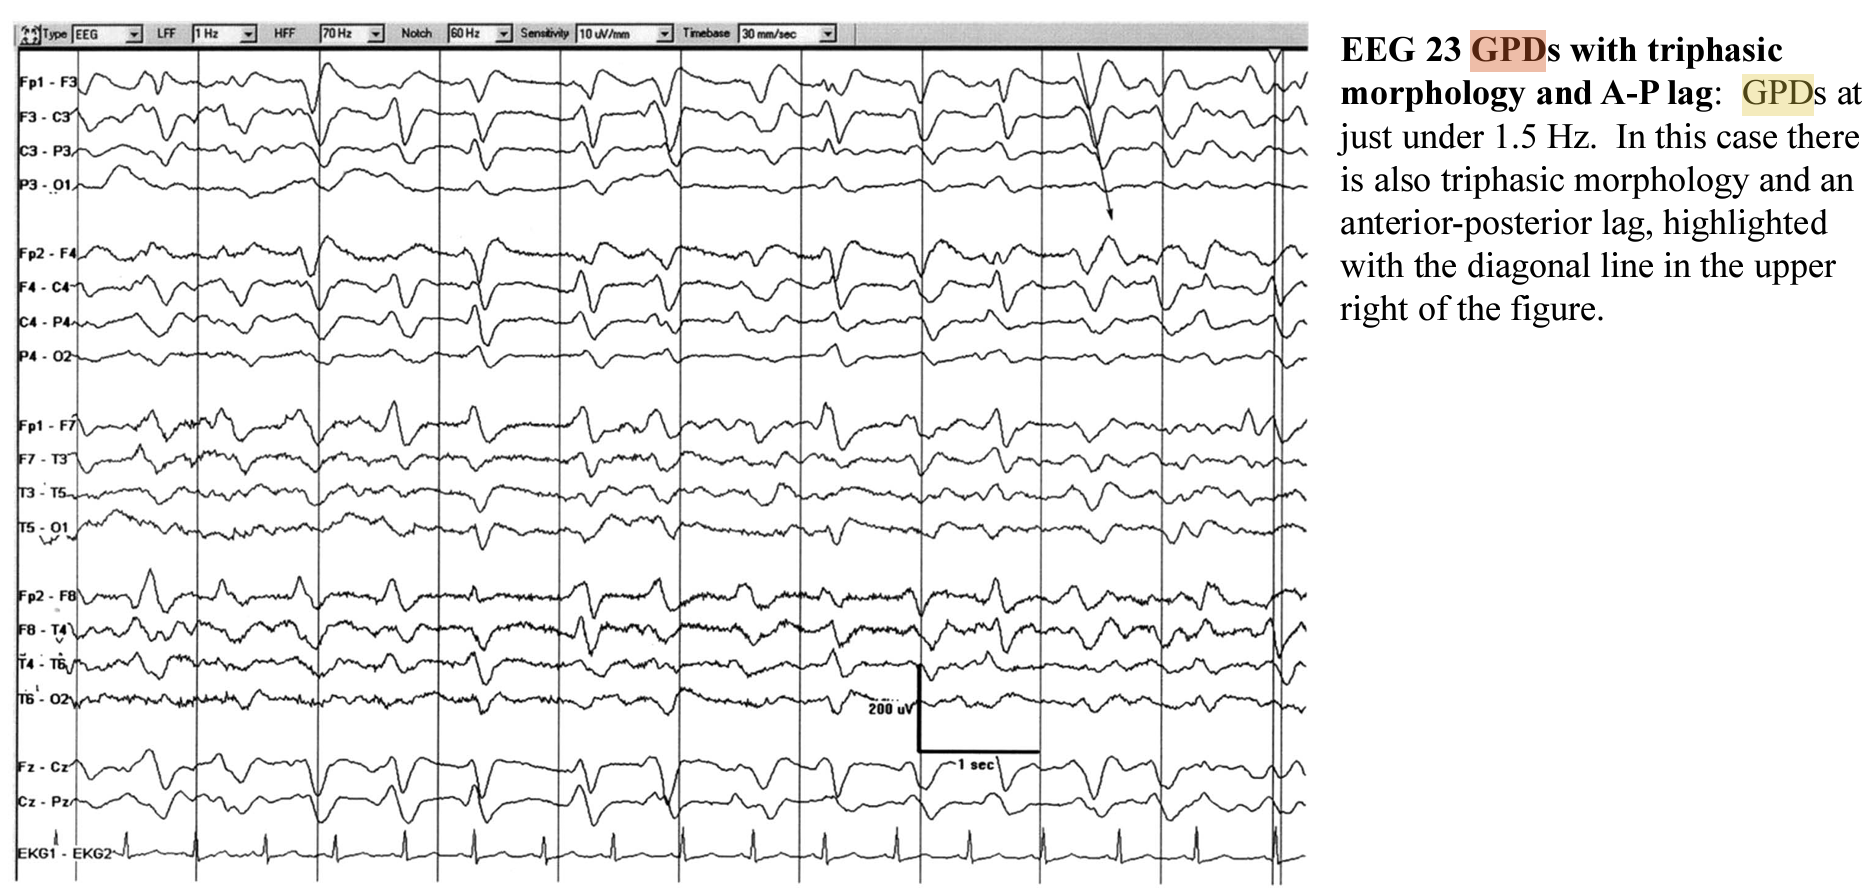 Type EEG LFF 1 Hz HFF 70 Hz Notch 60 Hz Sensitivity 10 uV/mm Timebase 30 mm/sec
Fp1 - F3
F3 - C3
C3 - P3
P3 - O1
Fp2 - F4
F4 - C4
C4 - P4
P4 - O2
Fp1 - F7
F7 - T3
T3 - T5
T5 - O1
Fp2 - F8
F8 - T4
T4 - T6
T6 - O2
200 uV
1 sec
Fz - Cz
Cz - Pz
EKG1 - EKG2
EEG 23 GPDs with triphasic
morphology and A-P lag: GPDs at
just under 1.5 Hz. In this case there
is also triphasic morphology and an
anterior-posterior lag, highlighted
with the diagonal line in the upper
right of the figure.